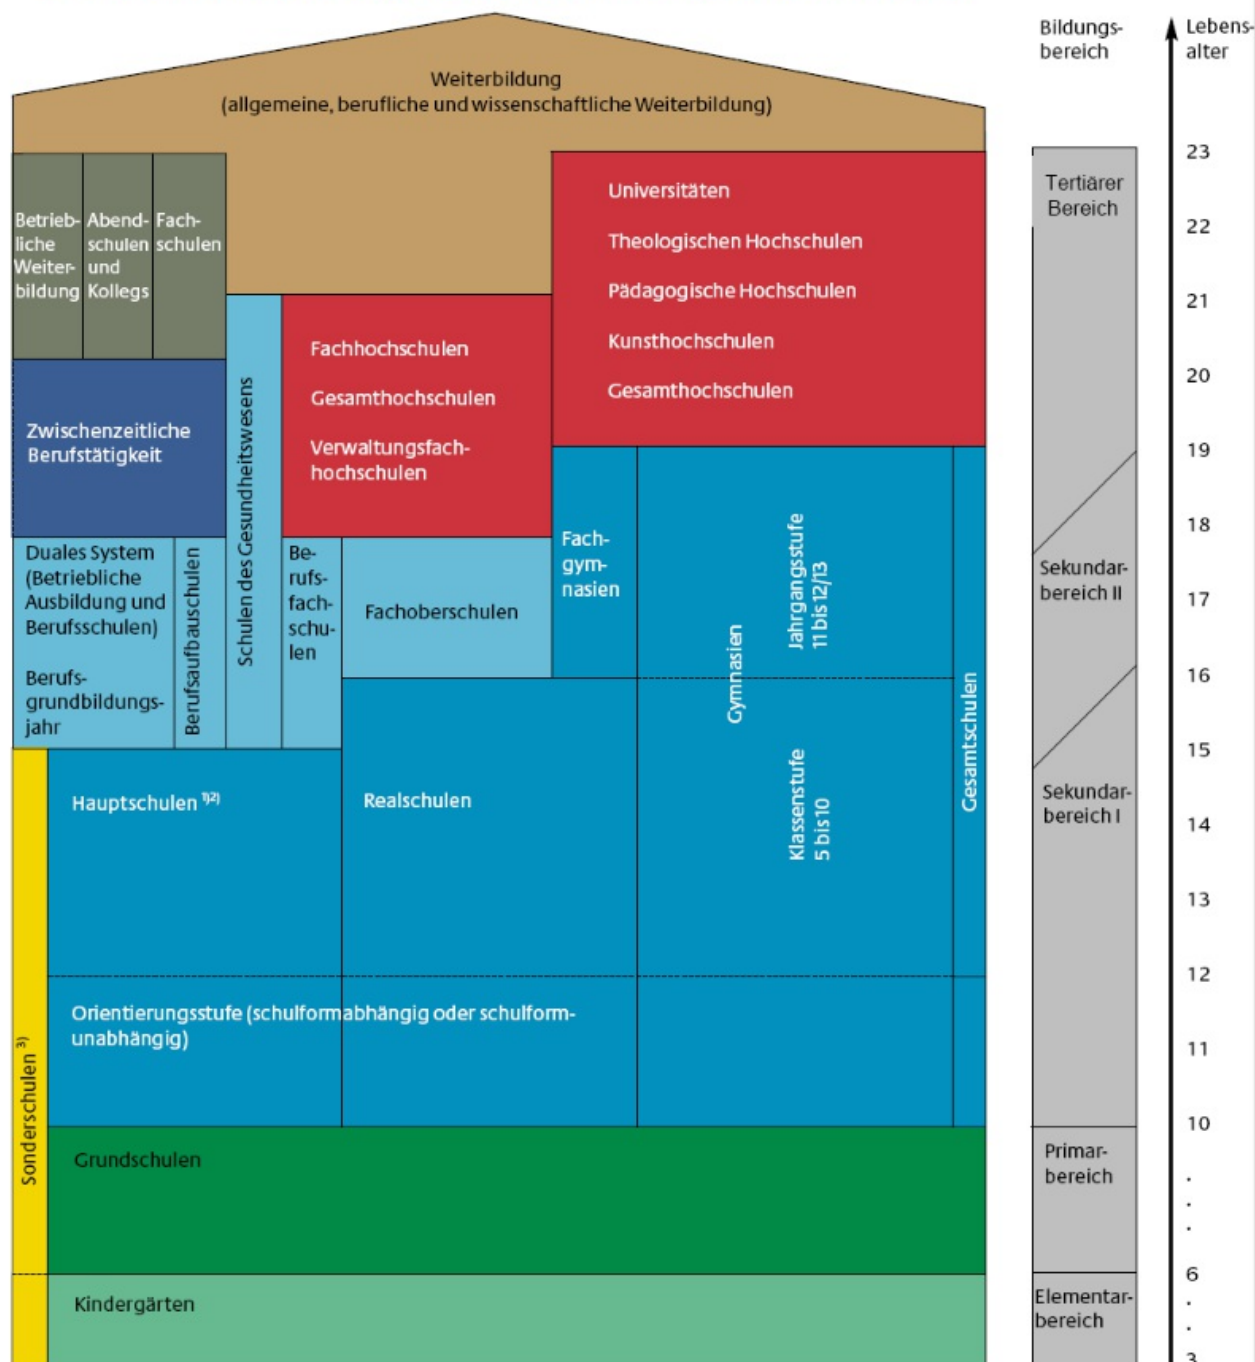 Weiterbildung
(allgemeine, berufliche und wissenschaftliche Weiterbildung)
Betrieb-
liche
Weiter-
bildung
Abend-
schulen
und
Kollegs
Fach-
schulen
Universitäten
Theologischen Hochschulen
Pädagogische Hochschulen
Kunsthochschulen
Gesamthochschulen
Fachhochschulen
Gesamthochschulen
Verwaltungsfach-
hochschulen
Zwischenzeitliche
Berufstätigkeit
Schulen des Gesundheitswesens
Duales System
(Betriebliche
Ausbildung und
Berufsschulen)
Berufs-
grundbildungs-
jahr
Berufsaufbauschulen
Be-
rufs-
fach-
schu-
len
Fachoberschulen
Fach-
gym-
nasien
Gymnasien
Jahrgangsstufe
11 bis 12/13
Klassenstufe
5 bis 10
Gesamtschulen
Hauptschulen 1)2)
Realschulen
Orientierungsstufe (schulformabhängig oder schulform-
unabhängig)
Sonderschulen 3)
Grundschulen
Kindergärten
Bildungs-
bereich
Tertiärer
Bereich
Sekundar-
bereich II
Sekundar-
bereich I
Primar-
bereich
Elementar-
bereich
Lebens-
alter
23
22
21
20
19
18
17
16
15
14
13
12
11
10
.
.
.
6
.
.
3